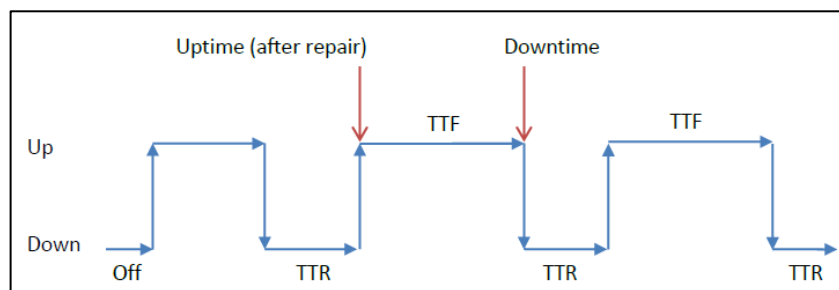 Uptime (after repair) Downtime
TTF TTF
Up
Down
Off TTR TTR TTR